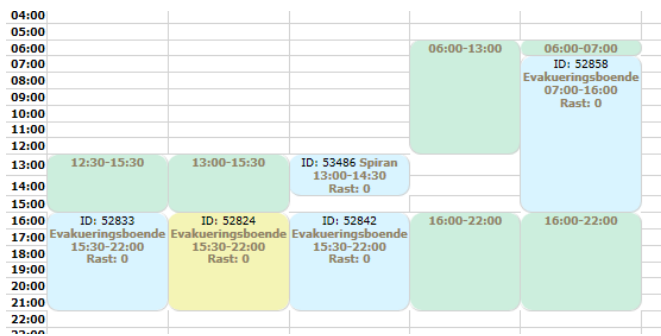 04:00
05:00
06:00
07:00
08:00
09:00
10:00
11:00
12:00
13:00
14:00
15:00
16:00
17:00
18:00
19:00
20:00
21:00
22:00
12:30-15:30
ID: 52833
Evakueringsboende
15:30-22:00
Rast: 0
13:00-15:30
ID: 52824
Evakueringsboende
15:30-22:00
Rast: 0
ID: 53486 Spiran
13:00-14:30
Rast: 0
ID: 52842
Evakueringsboende
15:30-22:00
Rast: 0
06:00-13:00
16:00-22:00
06:00-07:00
ID: 52858
Evakueringsboende
07:00-16:00
Rast: 0
16:00-22:00